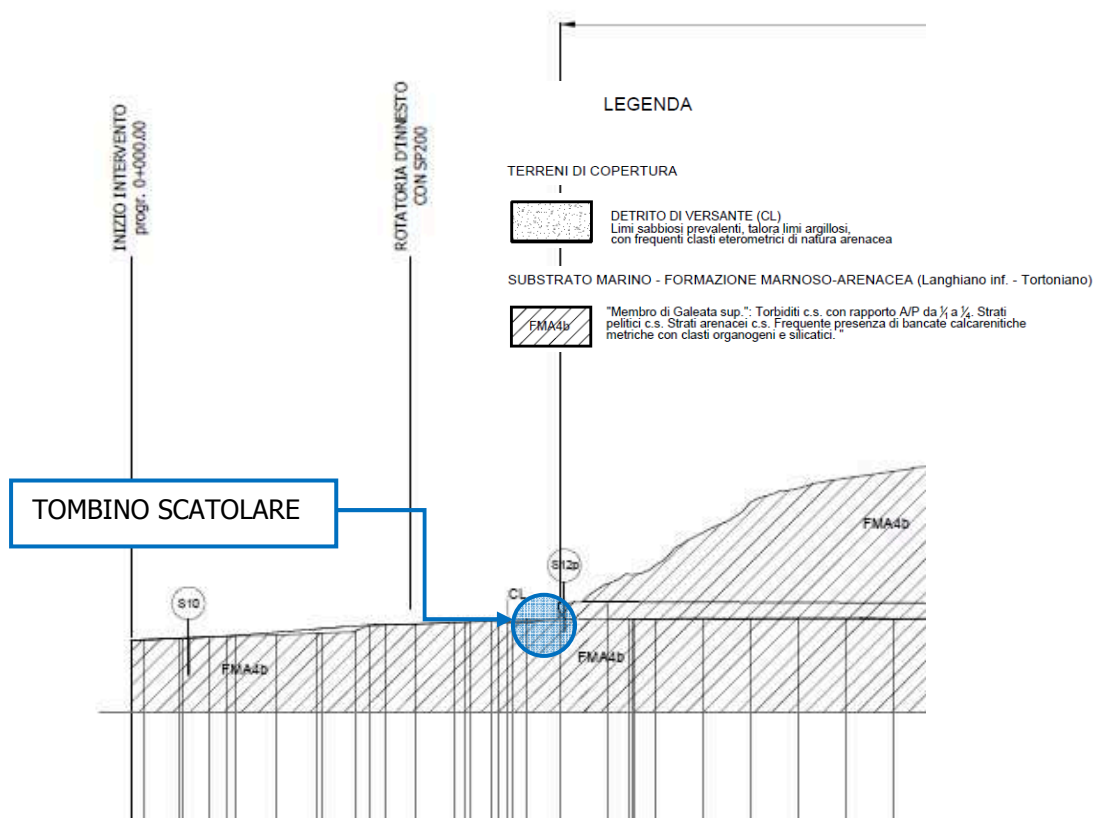 INIZIO INTERVENTO
progr. 0+000.00
ROTATORIA D'INNESTO
CON SP200
LEGENDA
TERRENI DI COPERTURA
DETRITO DI VERSANTE (CL)
Limi sabbiosi prevalenti, talora limi argillosi,
con frequenti clasti eterometrici di natura arenacea
SUBSTRATO MARINO - FORMAZIONE MARNOSO-ARENACEA (Langhiano inf. - Tortoniano)
FMA4b
"Membro di Galeata sup.": Torbiditi c.s. con rapporto A/P da 1/1 a 1/4. Strati
pelitici c.s. Strati arenacei c.s. Frequente presenza di bancate calcarenitiche
metriche con clasti organogeni e silicatici. "
TOMBINO SCATOLARE
FMA4b
S12p
CL
S10
FMA4b
FMA4b